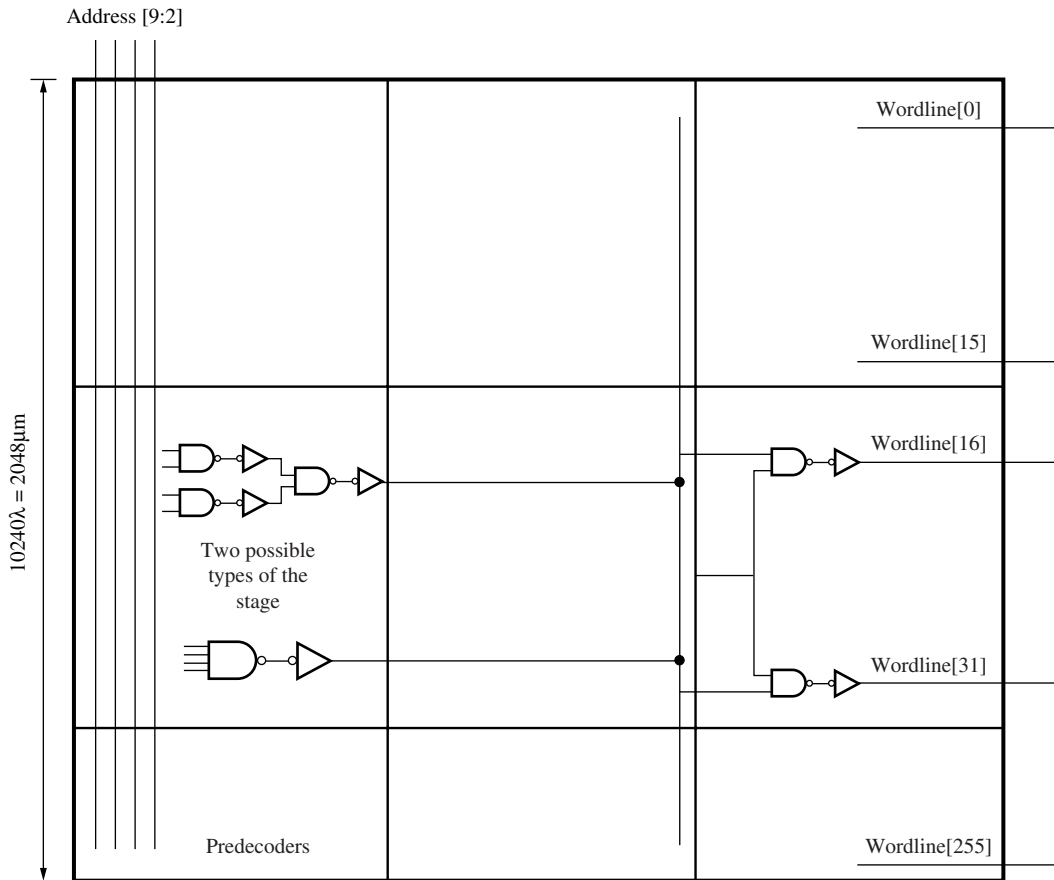 Address [9:2]
Wordline[0]
Wordline[15]
10240λ = 2048μm
Wordline[16]
Two possible
types of the
stage
Wordline[31]
Predecoders
Wordline[255]